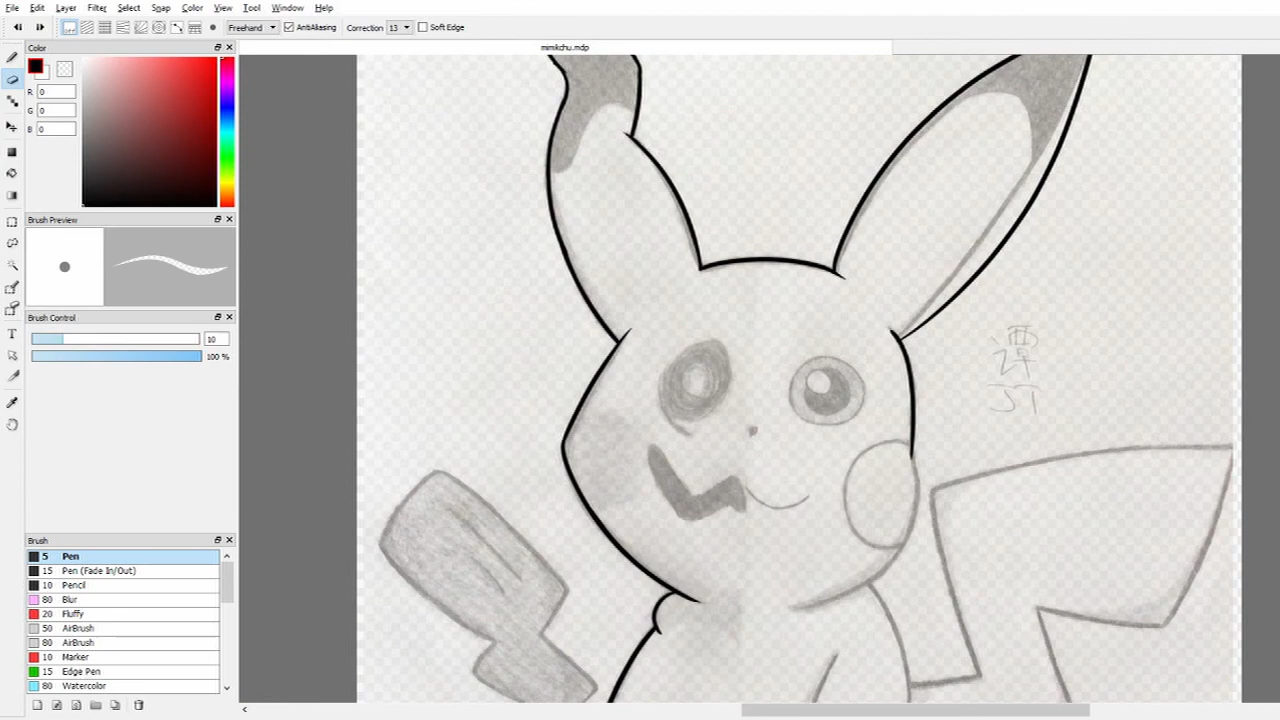 File Edit Layer Filter Select Snap Color View Tool Window Help
Freehand AntiAliasing Correction 13 Soft Edge
Color
mimikchu.mdp
R 0
G 0
B 0
Brush Preview
Brush Control
10
100 %
Brush
5 Pen
15 Pen (Fade In/Out)
10 Pencil
80 Blur
20 Fluffy
50 AirBrush
80 AirBrush
10 Marker
15 Edge Pen
80 Watercolor